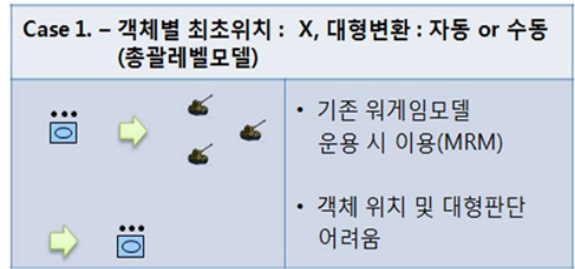 Case 1. – 객체별 최초위치 : X, 대형변환 : 자동 or 수동
(총괄레벨모델)
• 기존 워게임모델
운용 시 이용(MRM)
• 객체 위치 및 대형판단
어려움